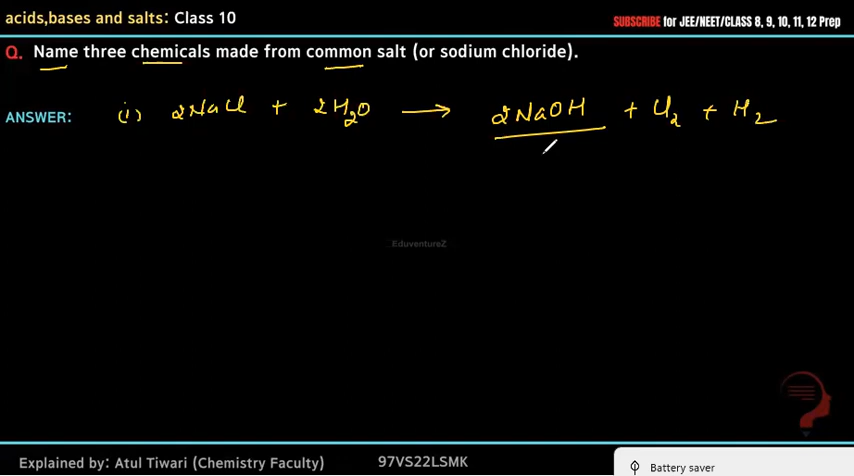 acids,bases and salts: Class 10
SUBSCRIBE for JEE/NEET/CLASS 8, 9, 10, 11, 12 Prep
Q. Name three chemicals made from common salt (or sodium chloride).
ANSWER: (i) 2NaCl + 2H₂O → 2NaOH + Cl₂ + H₂
EduventureZ
Explained by: Atul Tiwari (Chemistry Faculty) 97VS22LSMK
Battery saver